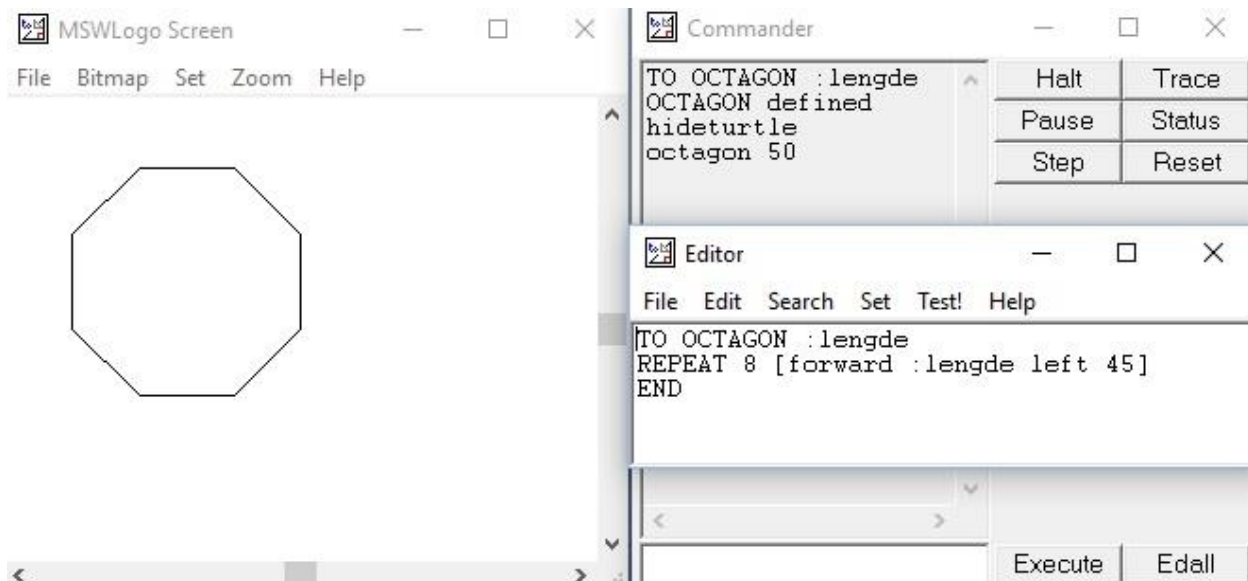 MSWLogo Screen
File Bitmap Set Zoom Help
Commander
TO OCTAGON :lengde
OCTAGON defined
hideturtle
octagon 50
Halt Trace
Pause Status
Step Reset
Editor
File Edit Search Set Test! Help
TO OCTAGON :lengde
REPEAT 8 [forward :lengde left 45]
END
Execute Edall